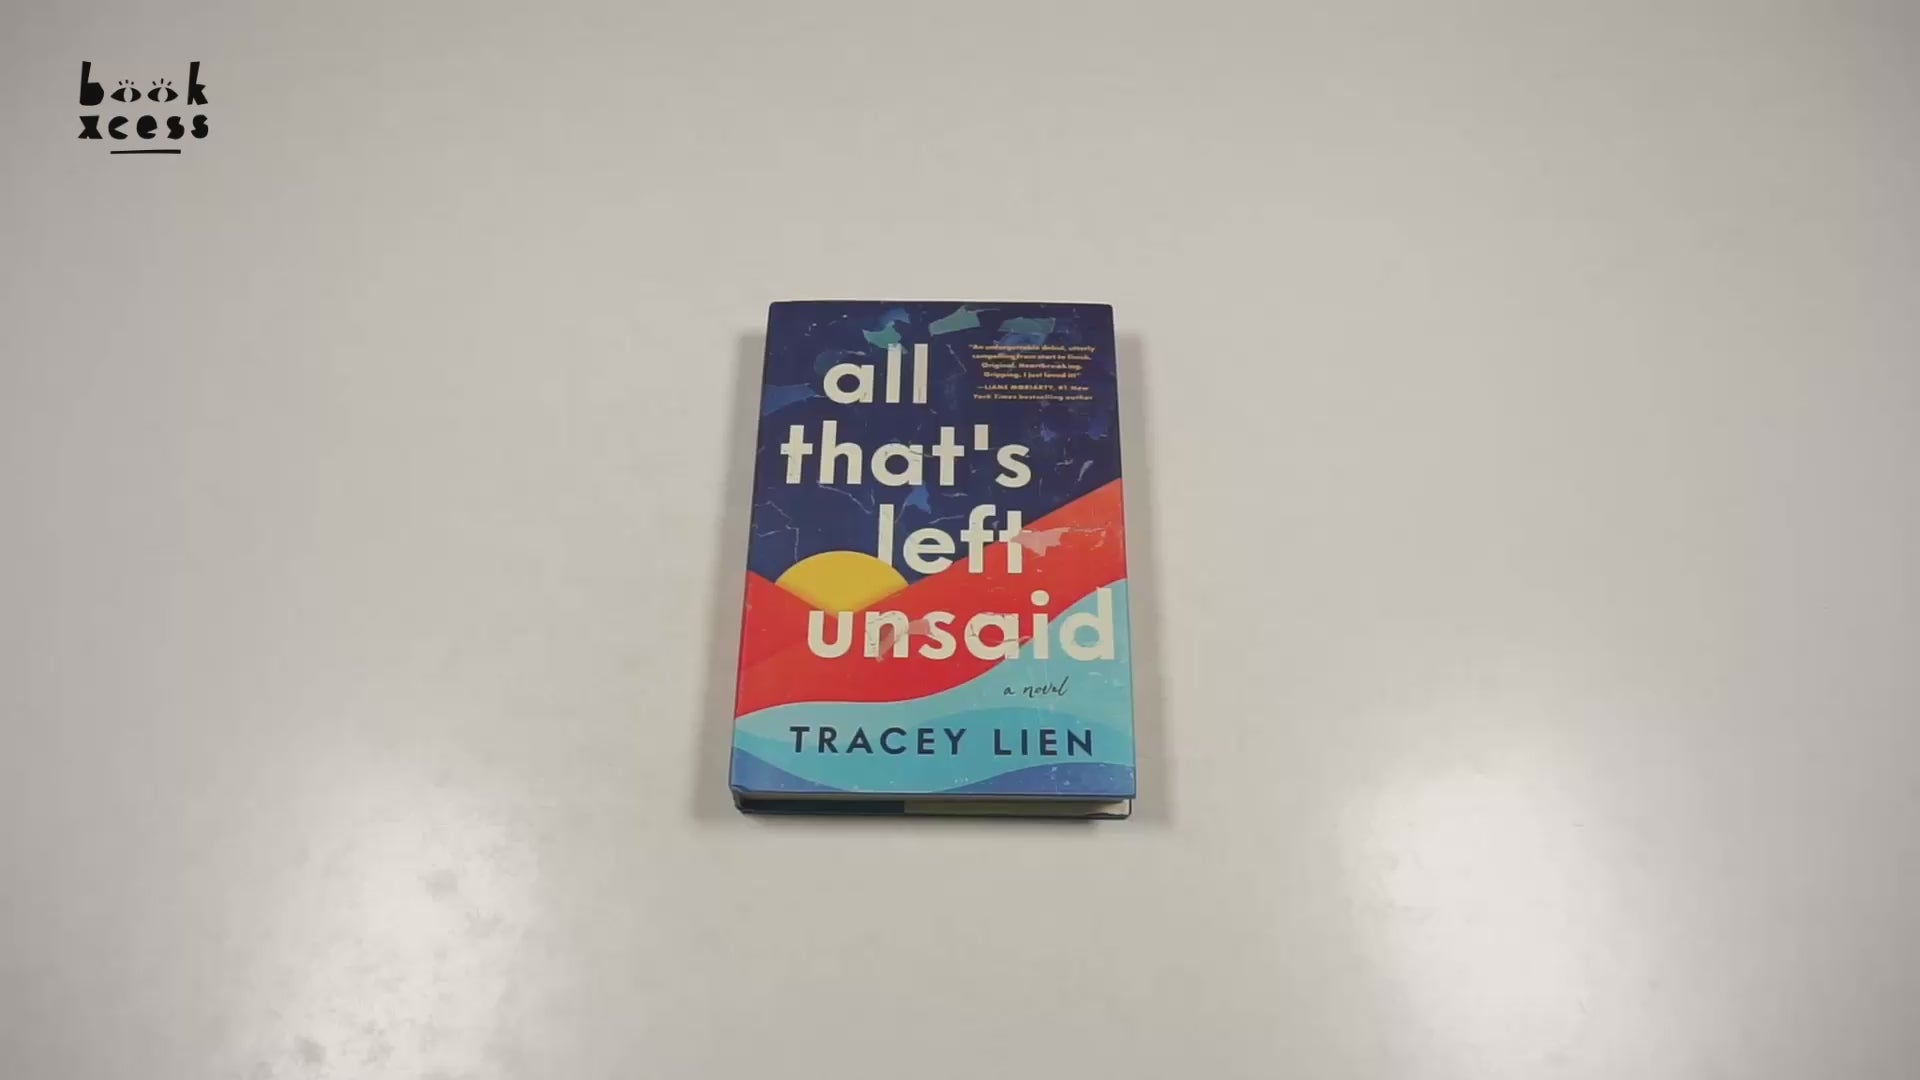 book
xcess
all
that's
left
unsaid
"An unforgettable debut, utterly
compelling from start to finish.
Original. Heartbreaking.
Gripping. I just loved it!"
—LIANE MORIARTY, #1 New
York Times bestselling author
a novel
TRACEY LIEN